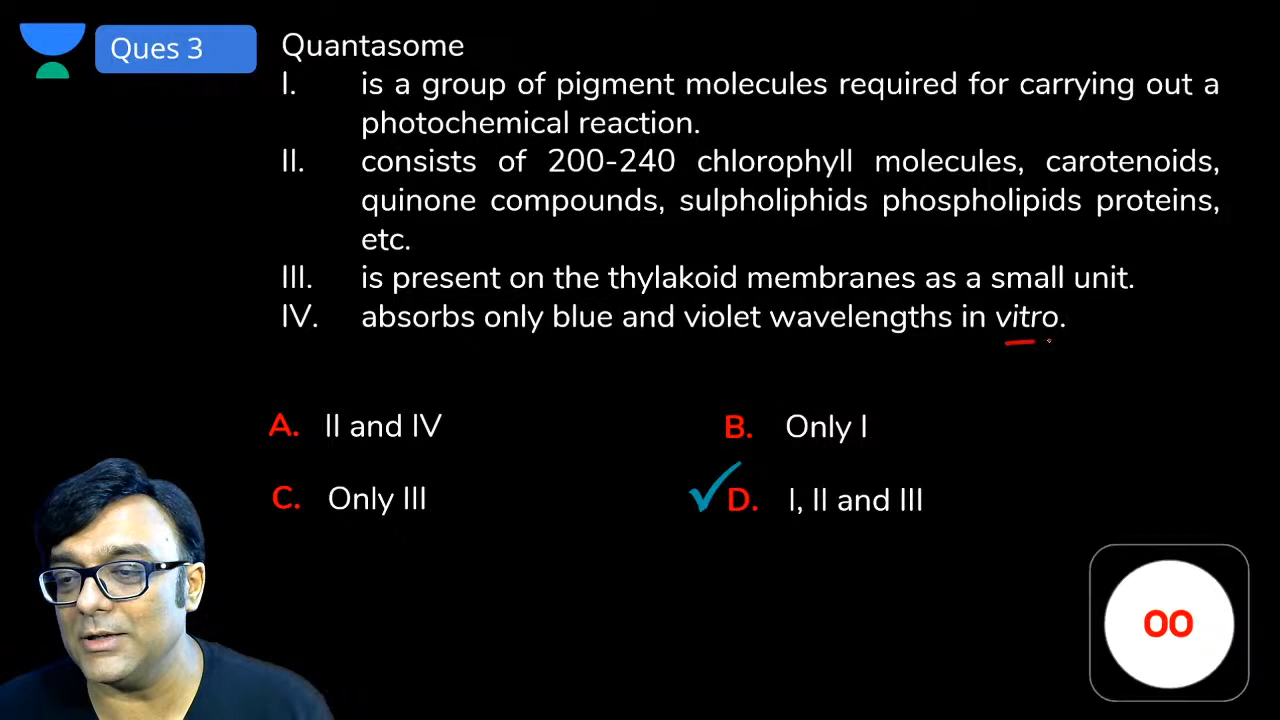 Ques 3
Quantasome
I. is a group of pigment molecules required for carrying out a
photochemical reaction.
II. consists of 200-240 chlorophyll molecules, carotenoids,
quinone compounds, sulpholiphids phospholipids proteins,
etc.
III. is present on the thylakoid membranes as a small unit.
IV. absorbs only blue and violet wavelengths in vitro.
A. II and IV
B. Only I
C. Only III
D. I, II and III
00